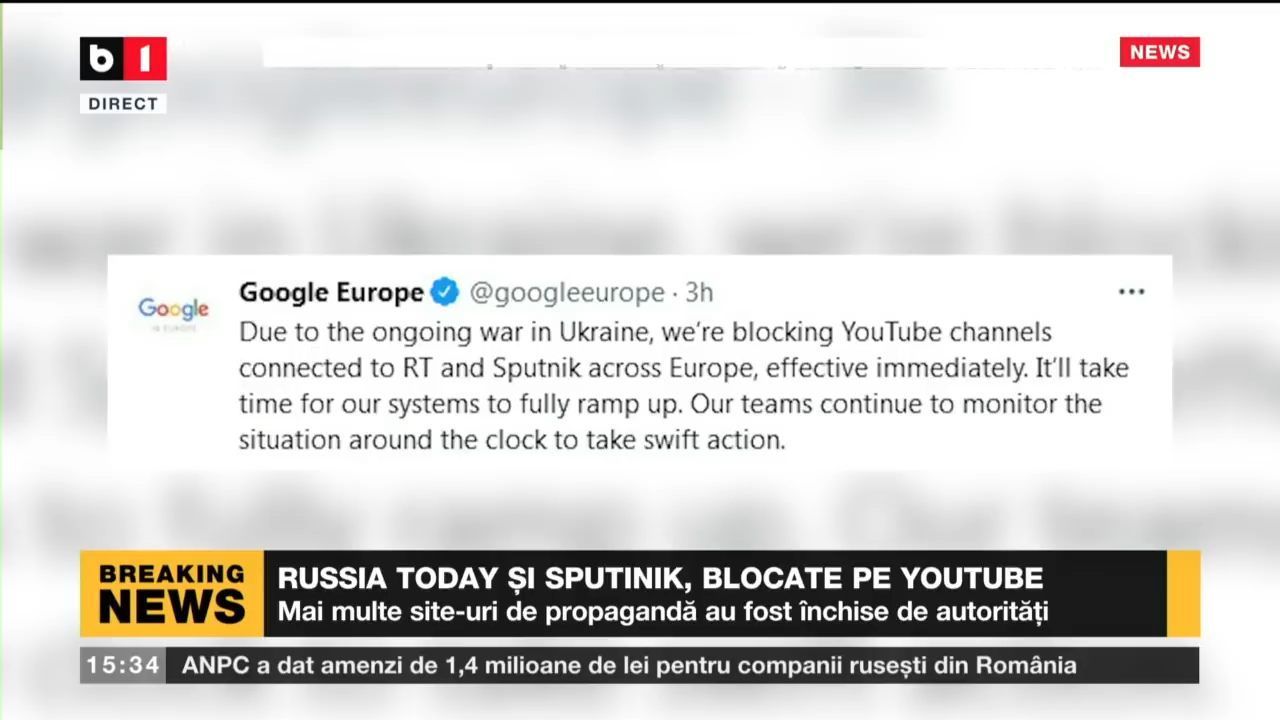 b1
NEWS
DIRECT
Google Europe @googleeurope · 3h
Google
Due to the ongoing war in Ukraine, we're blocking YouTube channels
connected to RT and Sputnik across Europe, effective immediately. It'll take
time for our systems to fully ramp up. Our teams continue to monitor the
situation around the clock to take swift action.
BREAKING
NEWS
RUSSIA TODAY ȘI SPUTINIK, BLOCATE PE YOUTUBE
Mai multe site-uri de propagandă au fost închise de autorități
15:34 ANPC a dat amenzi de 1,4 milioane de lei pentru companii rusești din România